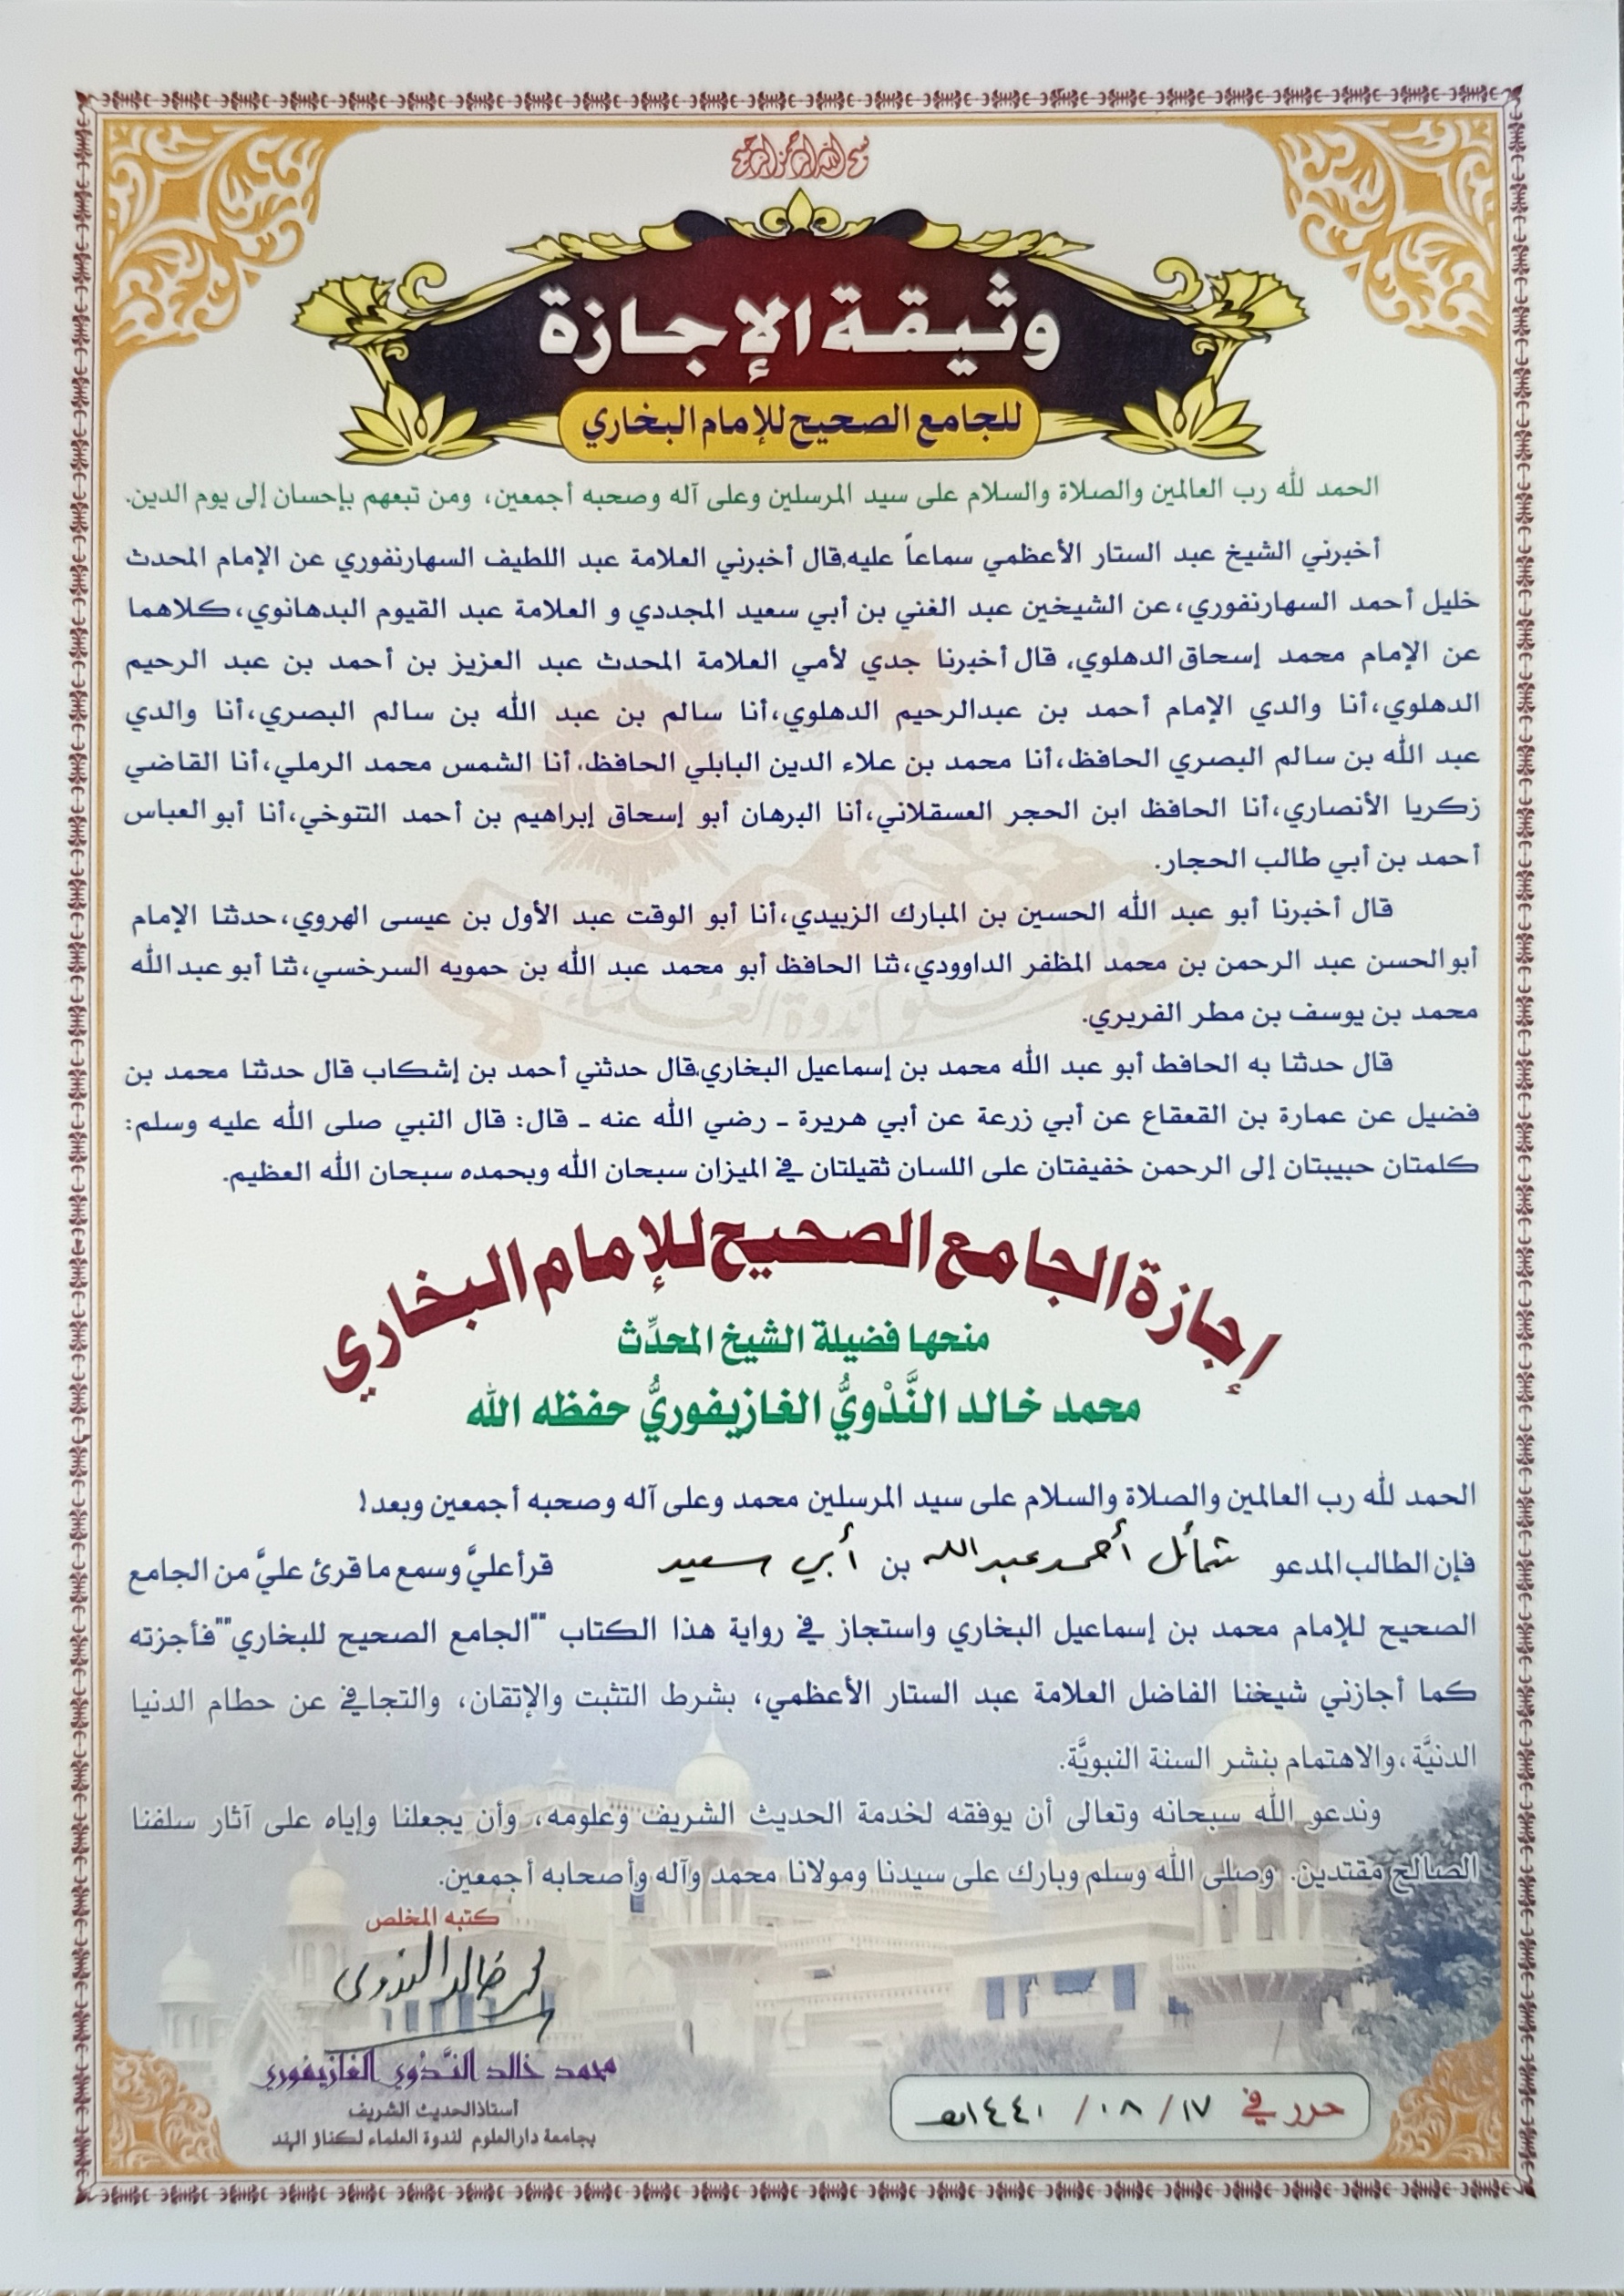 بسم الله الرحمن الرحيم
وثيقة الإجازة
للجامع الصحيح للإمام البخاري
الحمد لله رب العالمين والصلاة والسلام على سيد المرسلين وعلى آله وصحبه أجمعين، ومن تبعهم بإحسان إلى يوم الدين.
أخبرني الشيخ عبد الستار الأعظمي سماعاً عليه،قال أخبرني العلامة عبد اللطيف السهارنفوري عن الإمام المحدث
خليل أحمد السهارنفوري،عن الشيخين عبد الغني بن أبي سعيد المجددي و العلامة عبد القيوم البدهانوي،كلاهما
عن الإمام محمد إسحاق الدهلوي، قال أخبرنا جدي لأمي العلامة المحدث عبد العزيز بن أحمد بن عبد الرحيم
الدهلوي،أنا والدي الإمام أحمد بن عبدالرحيم الدهلوي،أنا سالم بن عبد الله بن سالم البصري،أنا والدي
عبد الله بن سالم البصري الحافظ،أنا محمد بن علاء الدين البابلي الحافظ، أنا الشمس محمد الرملي،أنا القاضي
زكريا الأنصاري،أنا الحافظ ابن الحجر العسقلاني،أنا البرهان أبو إسحاق إبراهيم بن أحمد التنوخي،أنا أبو العباس
أحمد بن أبي طالب الحجار.
قال أخبرنا أبو عبد الله الحسين بن المبارك الزبيدي،أنا أبو الوقت عبد الأول بن عيسى الهروي،حدثنا الإمام
أبو الحسن عبد الرحمن بن محمد المظفر الداوودي،ثنا الحافظ أبو محمد عبد الله بن حمويه السرخسي،ثنا أبو عبد الله
محمد بن يوسف بن مطر الفربري.
قال حدثنا به الحافط أبو عبد الله محمد بن إسماعيل البخاري،قال حدثني أحمد بن إشكاب قال حدثنا محمد بن
فضيل عن عمارة بن القعقاع عن أبي زرعة عن أبي هريرة ـ رضي الله عنه ـ قال: قال النبي صلى الله عليه وسلم:
كلمتان حبيبتان إلى الرحمن خفيفتان على اللسان ثقيلتان في الميزان سبحان الله وبحمده سبحان الله العظيم.
إجازة الجامع الصحيح للإمام البخاري
منحها فضيلة الشيخ المحدِّث
محمد خالد النَّدْويُّ الغازيفوريُّ حفظه الله
الحمد لله رب العالمين والصلاة والسلام على سيد المرسلين محمد وعلى آله وصحبه أجمعين وبعد!
فإن الطالب المدعو شمائل أحمد عبدالله بن أبي سعيد قرأ عليَّ وسمع ما قرئ عليَّ من الجامع
الصحيح للإمام محمد بن إسماعيل البخاري واستجاز في رواية هذا الكتاب ""الجامع الصحيح للبخاري""فأجزته
كما أجازني شيخنا الفاضل العلامة عبد الستار الأعظمي، بشرط التثبت والإتقان، والتجافي عن حطام الدنيا
الدنيَّة،والاهتمام بنشر السنة النبويَّة.
وندعو الله سبحانه وتعالى أن يوفقه لخدمة الحديث الشريف وعلومه، وأن يجعلنا وإياه على آثار سلفنا
الصالح مقتدين. وصلى الله وسلم وبارك على سيدنا ومولانا محمد وآله وأصحابه أجمعين.
كتبه المخلص
محمد خالد الندوي
محمد خالد النَّدْوي الغازيفوري
أستاذ الحديث الشريف
بجامعة دارالعلوم لندوة العلماء لكناؤ الهند
حرر في ١٧/ ٠٨/ ١٤٤٠هـ